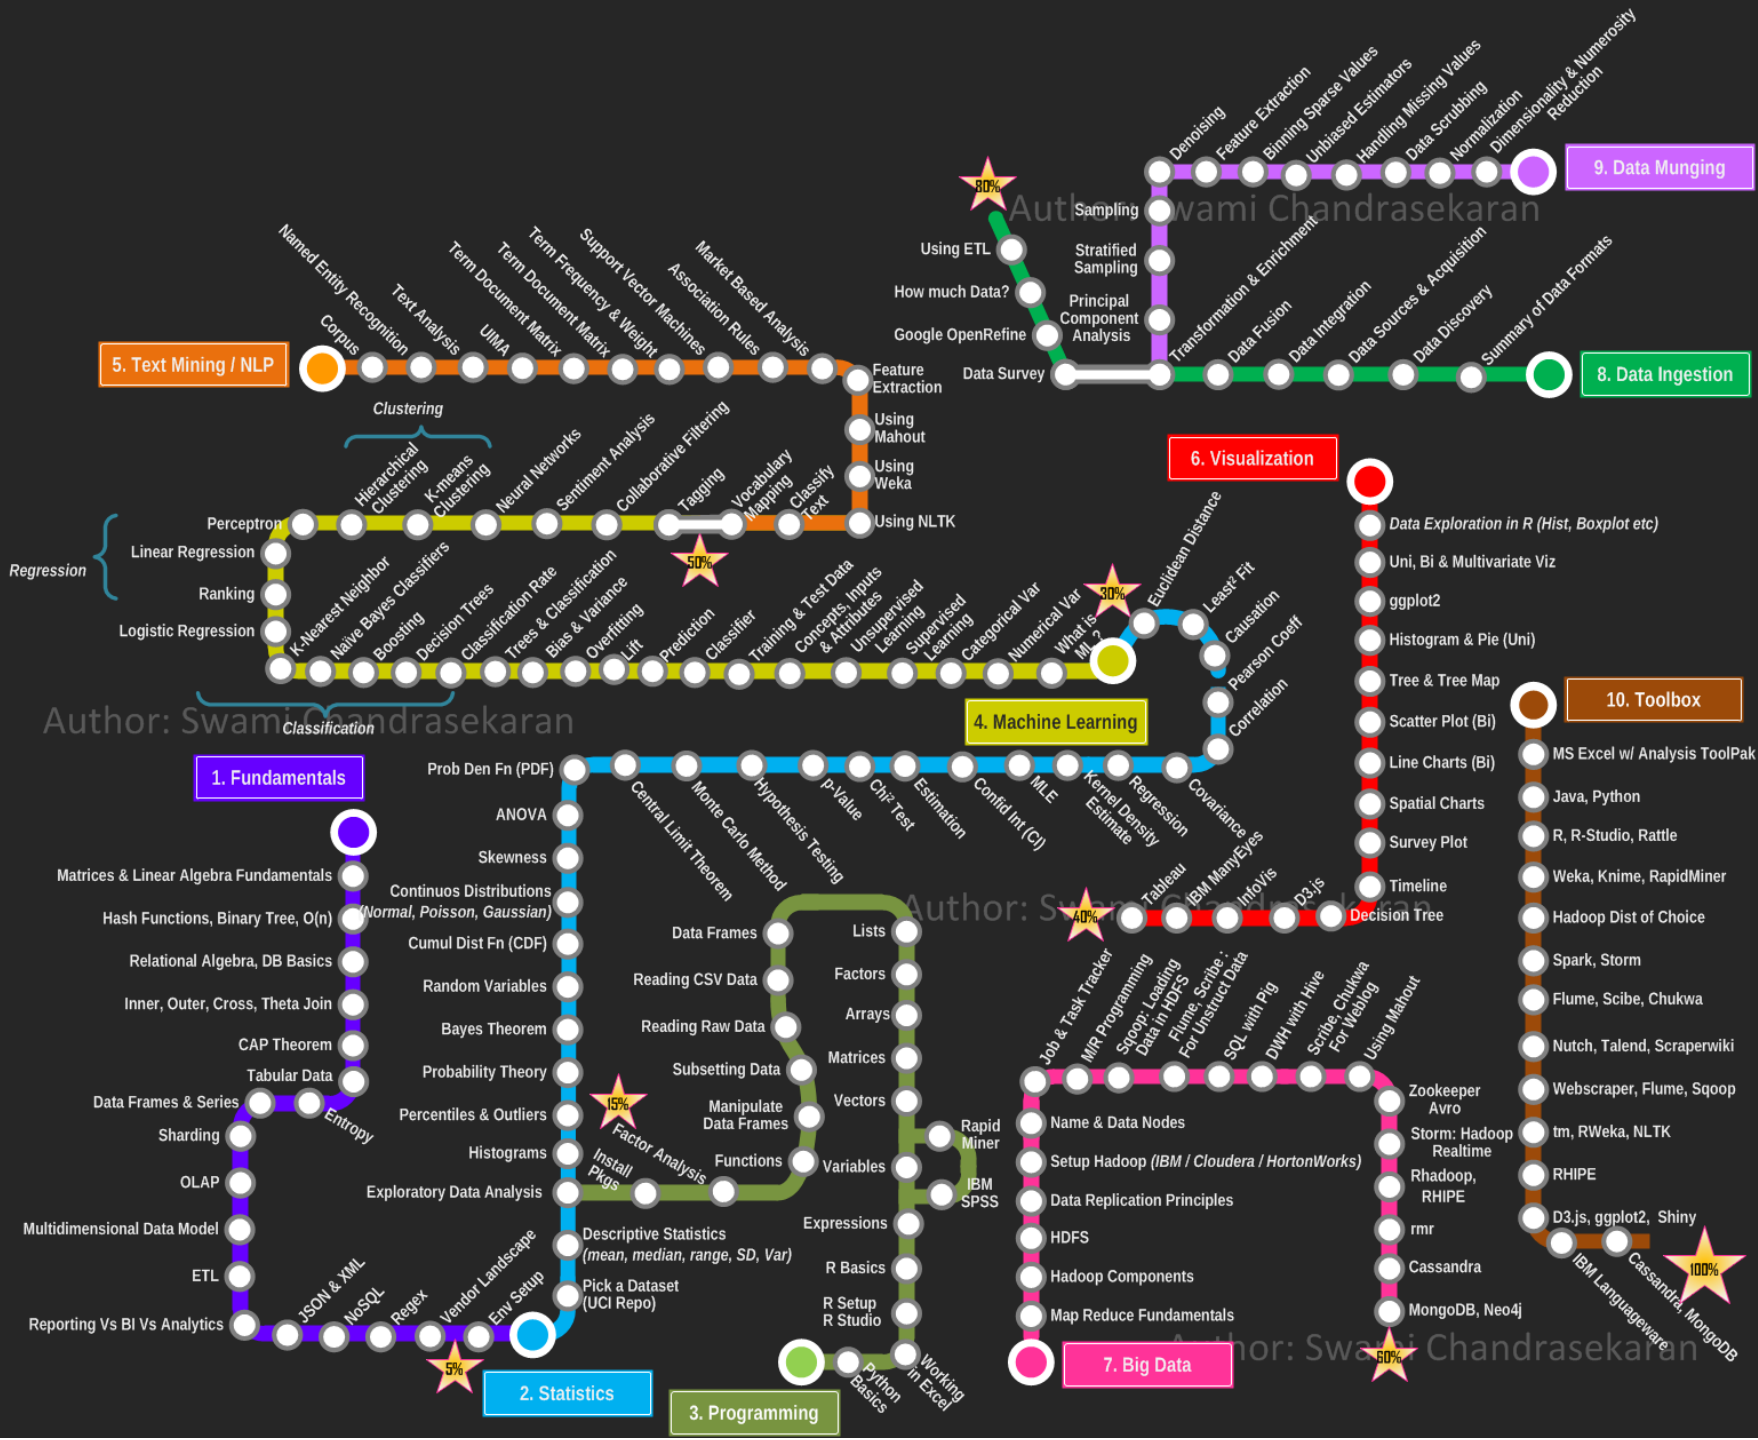 Author: Swami Chandrasekaran
9. Data Munging
Denoising
Feature Extraction
Binning Sparse Values
Unbiased Estimators
Handling Missing Values
Data Scrubbing
Normalization
Dimensionality & Numerosity
Reduction
Sampling
Stratified
Sampling
Principal
Component
Analysis
80%
Using ETL
How much Data?
Google OpenRefine
Data Survey
Transformation & Enrichment
Data Fusion
Data Integration
Data Sources & Acquisition
Data Discovery
Summary of Data Formats
8. Data Ingestion
5. Text Mining / NLP
Corpus
Named Entity Recognition
Text Analysis
UIMA
Term Document Matrix
Term Document Matrix
Term Frequency & Weight
Support Vector Machines
Association Rules
Market Based Analysis
Feature
Extraction
Using
Mahout
Using
Weka
Using NLTK
Classify
Text
Vocabulary
Mapping
50%
Tagging
Collaborative Filtering
Sentiment Analysis
Neural Networks
K-means
Clustering
Hierarchical
Clustering
Clustering
Perceptron
Linear Regression
Ranking
Logistic Regression
Regression
K-Nearest Neighbor
Naïve Bayes Classifiers
Boosting
Decision Trees
Classification Rate
Trees & Classification
Bias & Variance
Overfitting
Lift
Prediction
Classifier
Training & Test Data
Concepts, Inputs
& Attributes
Unsupervised
Learning
Supervised
Learning
Categorical Var
Numerical Var
What is
ML?
Classification
4. Machine Learning
30%
Author: Swami Chandrasekaran
Euclidean Distance
Least² Fit
Causation
Pearson Coeff
Correlation
Covariance
Regression
Kernel Density
Estimate
MLE
Confid Int (CI)
Estimation
Chi² Test
p-Value
Hypothesis Testing
Monte Carlo Method
Central Limit Theorem
Prob Den Fn (PDF)
ANOVA
Skewness
Continuos Distributions
(Normal, Poisson, Gaussian)
Cumul Dist Fn (CDF)
Random Variables
Bayes Theorem
Probability Theory
Percentiles & Outliers
Histograms
Exploratory Data Analysis
Descriptive Statistics
(mean, median, range, SD, Var)
Pick a Dataset
(UCI Repo)
2. Statistics
15%
6. Visualization
Data Exploration in R (Hist, Boxplot etc)
Uni, Bi & Multivariate Viz
ggplot2
Histogram & Pie (Uni)
Tree & Tree Map
Scatter Plot (Bi)
Line Charts (Bi)
Spatial Charts
Survey Plot
Timeline
Decision Tree
D3.js
InfoVis
IBM ManyEyes
Tableau
40%
Author: Swami Chandrasekaran
1. Fundamentals
Matrices & Linear Algebra Fundamentals
Hash Functions, Binary Tree, O(n)
Relational Algebra, DB Basics
Inner, Outer, Cross, Theta Join
CAP Theorem
Tabular Data
Entropy
Data Frames & Series
Sharding
OLAP
Multidimensional Data Model
ETL
Reporting Vs BI Vs Analytics
JSON & XML
NoSQL
Regex
Vendor Landscape
Env Setup
5%
Install
Pkgs
Factor Analysis
Functions
Manipulate
Data Frames
Subsetting Data
Reading Raw Data
Reading CSV Data
Data Frames
Lists
Factors
Arrays
Matrices
Vectors
Variables
Rapid
Miner
IBM
SPSS
Expressions
R Basics
R Setup
R Studio
Working
in Excel
Python
Basics
3. Programming
7. Big Data
Map Reduce Fundamentals
Hadoop Components
HDFS
Data Replication Principles
Setup Hadoop (IBM / Cloudera / HortonWorks)
Name & Data Nodes
Job & Task Tracker
M/R Programming
Sqoop: Loading
Data in HDFS
Flume, Scribe :
For Unstruct Data
SQL with Pig
DWH with Hive
Scribe, Chukwa
For Weblog
Using Mahout
Zookeeper
Avro
Storm: Hadoop
Realtime
Rhadoop,
RHIPE
rmr
Cassandra
MongoDB, Neo4j
60%
Author: Swami Chandrasekaran
10. Toolbox
MS Excel w/ Analysis ToolPak
Java, Python
R, R-Studio, Rattle
Weka, Knime, RapidMiner
Hadoop Dist of Choice
Spark, Storm
Flume, Scibe, Chukwa
Nutch, Talend, Scraperwiki
Webscraper, Flume, Sqoop
tm, RWeka, NLTK
RHIPE
D3.js, ggplot2, Shiny
IBM Languageware
Cassandra, MongoDB
100%